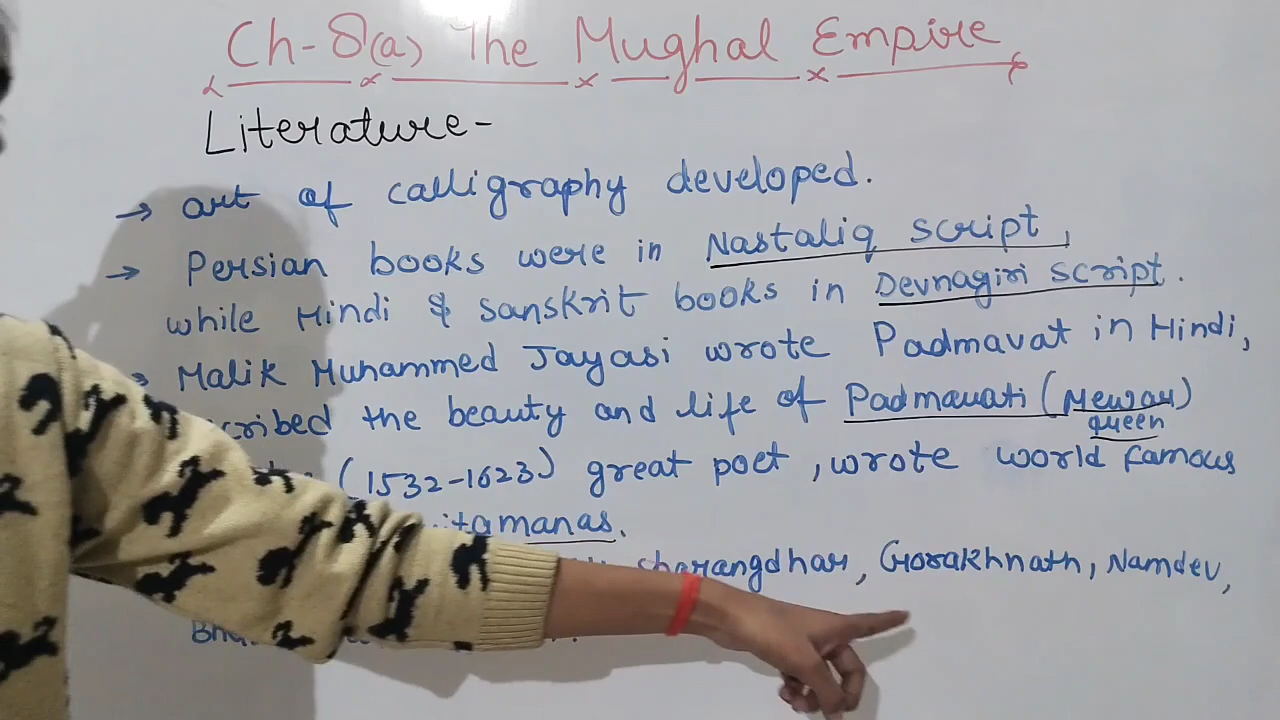 Ch-8(a) The Mughal Empire
Literature-
→ art of calligraphy developed.
→ Persian books were in Nastaliq script,
while Hindi & sanskrit books in Devnagiri script.
Malik Muhammed Jayasi wrote Padmavat in Hindi,
cribed the beauty and life of Padmavati (Mewar)
queen
(1532-1623) great poet, wrote world famous
itamanas.
sharangdhar, Gorakhnath, Namdev,